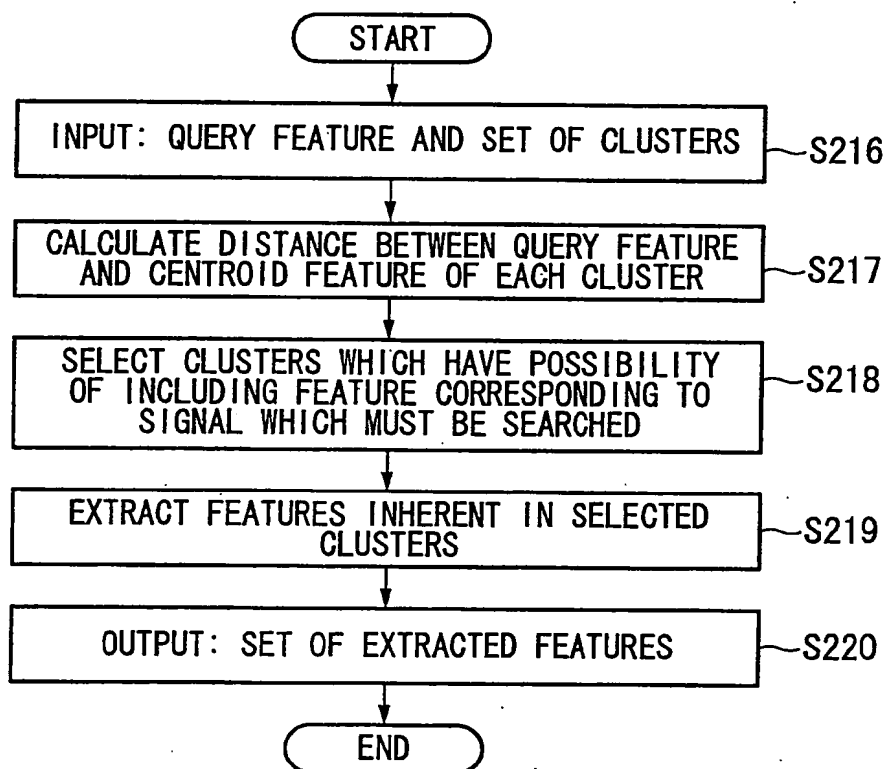 START
INPUT: QUERY FEATURE AND SET OF CLUSTERS
S216
CALCULATE DISTANCE BETWEEN QUERY FEATURE
AND CENTROID FEATURE OF EACH CLUSTER
S217
SELECT CLUSTERS WHICH HAVE POSSIBILITY
OF INCLUDING FEATURE CORRESPONDING TO
SIGNAL WHICH MUST BE SEARCHED
S218
EXTRACT FEATURES INHERENT IN SELECTED
CLUSTERS
S219
OUTPUT: SET OF EXTRACTED FEATURES
S220
END